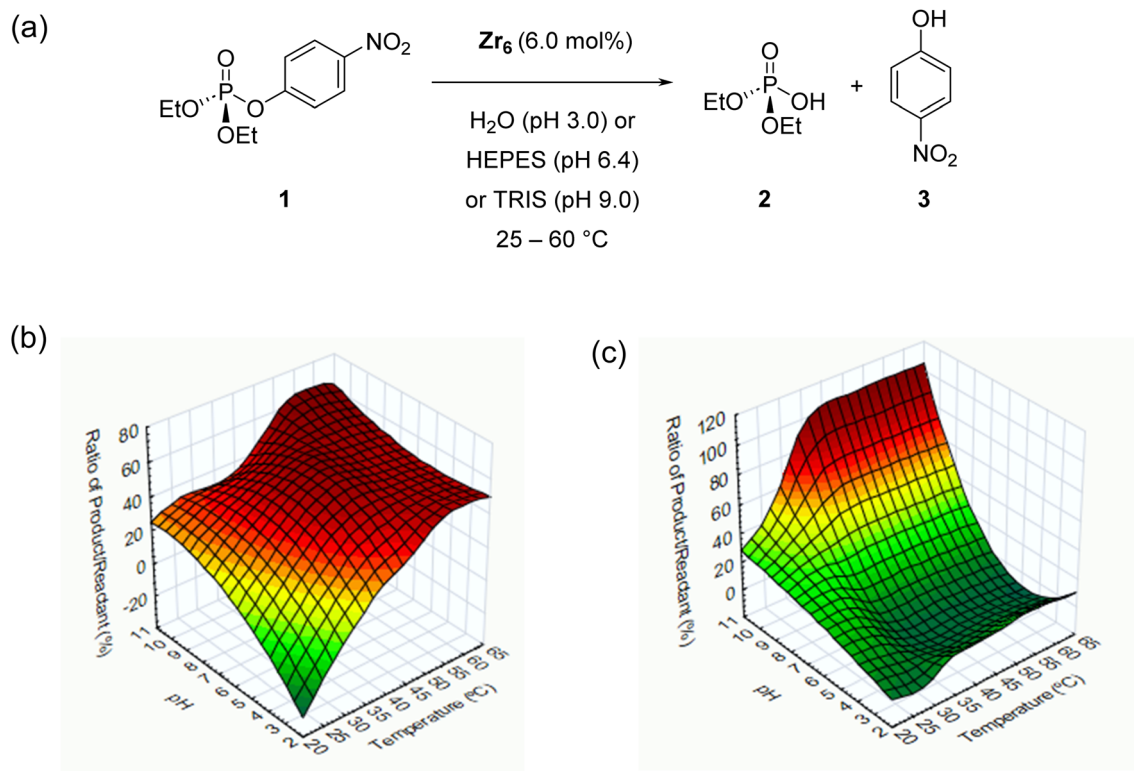 (a)
NO2
O
P
EtO
O
OEt
1
Zr6 (6.0 mol%)
H2O (pH 3.0) or
HEPES (pH 6.4)
or TRIS (pH 9.0)
25 – 60 °C
O
P
EtO
OH
OEt
2
+
OH
NO2
3
(b)
Ratio of Product/Reactant (%)
80
60
40
20
0
-20
11
10
9
8
7
6
5
4
3
2
pH
20
25
30
35
40
45
50
55
60
65
Temperature (ºC)
(c)
Ratio of Product/Reactant (%)
120
100
80
60
40
20
0
11
10
9
8
7
6
5
4
3
2
pH
20
25
30
35
40
45
50
55
60
65
Temperature (ºC)